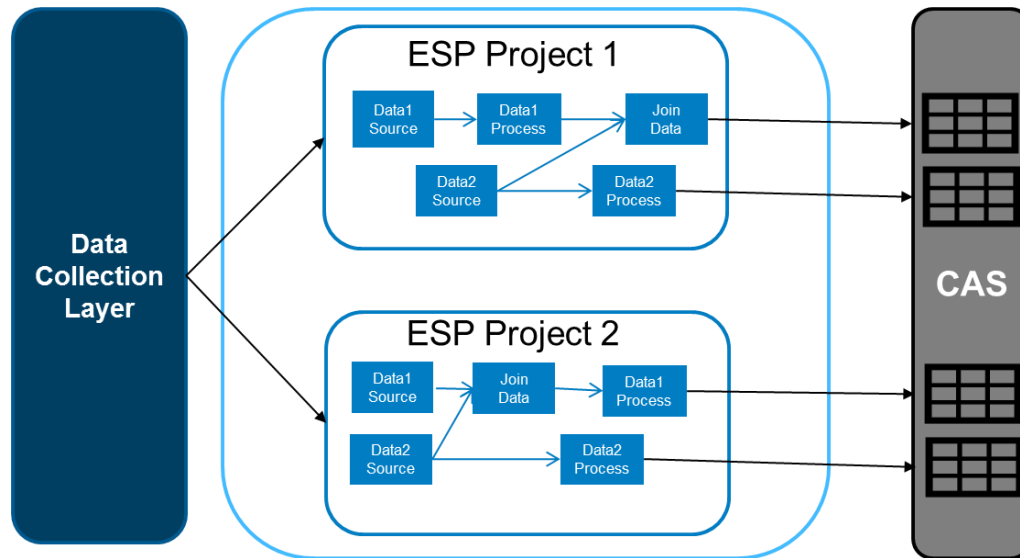 Data
Collection
Layer
ESP Project 1
Data1
Source
Data1
Process
Join
Data
Data2
Source
Data2
Process
ESP Project 2
Data1
Source
Join
Data
Data1
Process
Data2
Source
Data2
Process
CAS